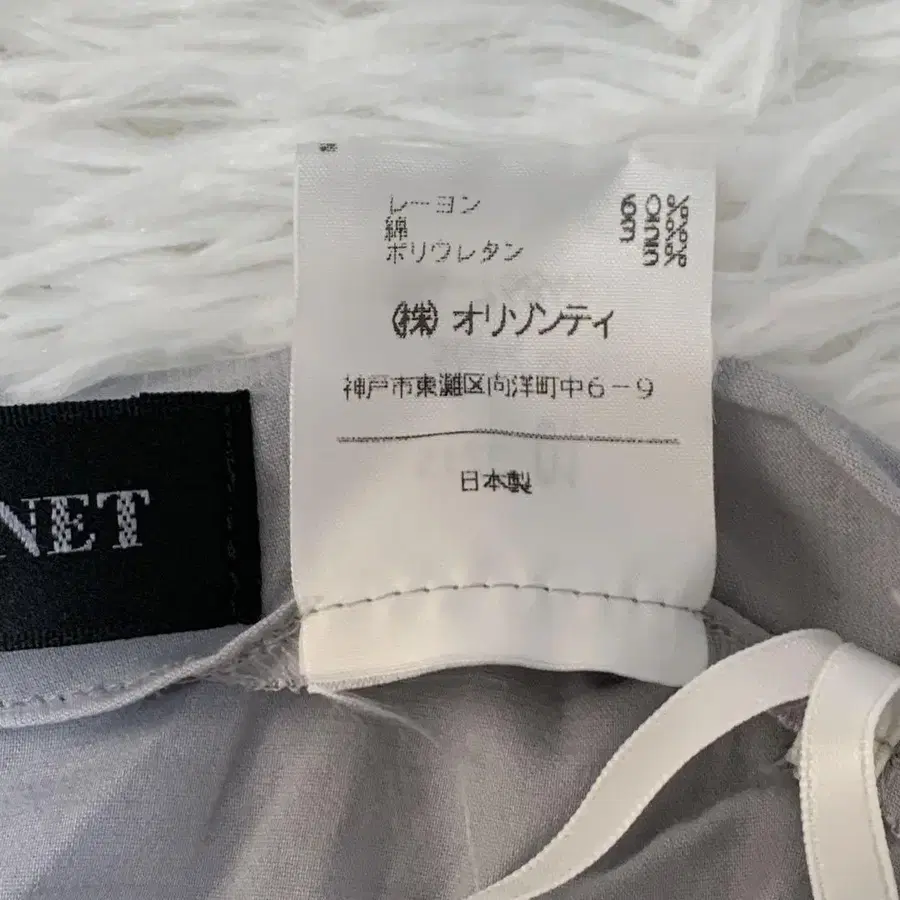 レーヨン 60%
綿 35%
ポリウレタン 5%
(株) オリゾンティ
神戸市東灘区向洋町中6-9
日本製
NET